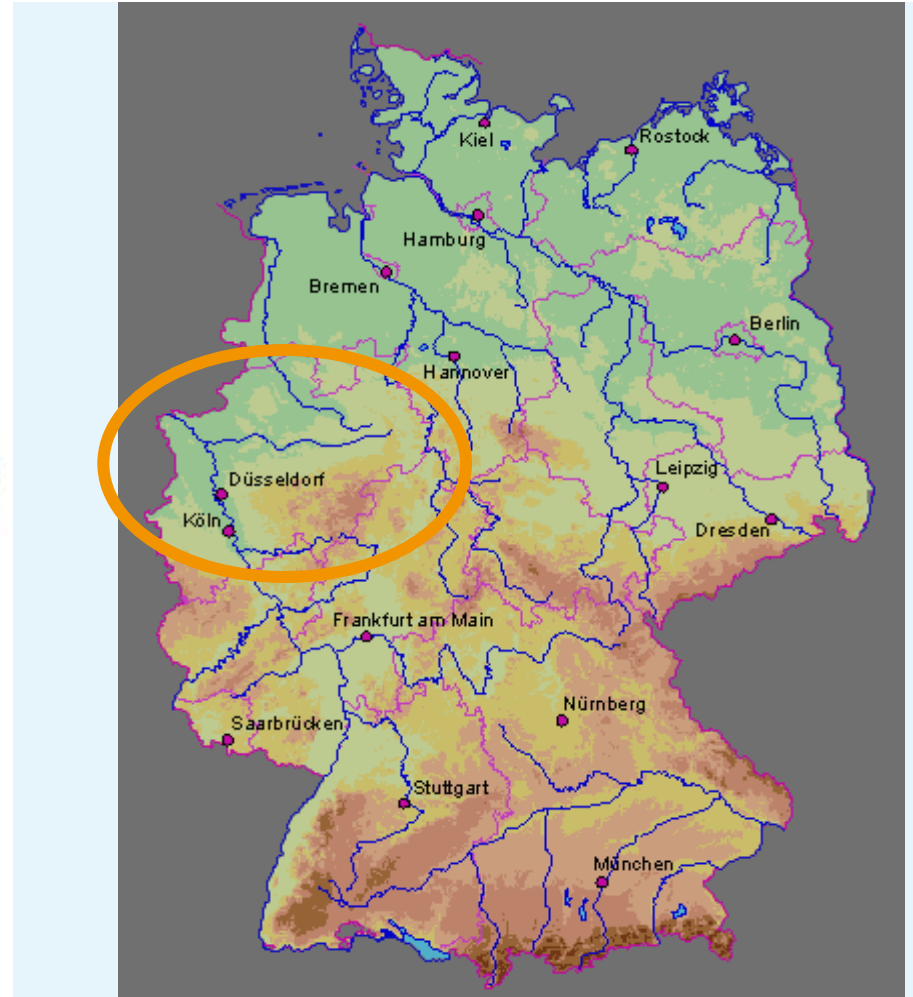 Kiel
Rostock
Hamburg
Bremen
Berlin
Hannover
Düsseldorf
Leipzig
Köln
Dresden
Frankfurt am Main
Nürnberg
Saarbrücken
Stuttgart
München